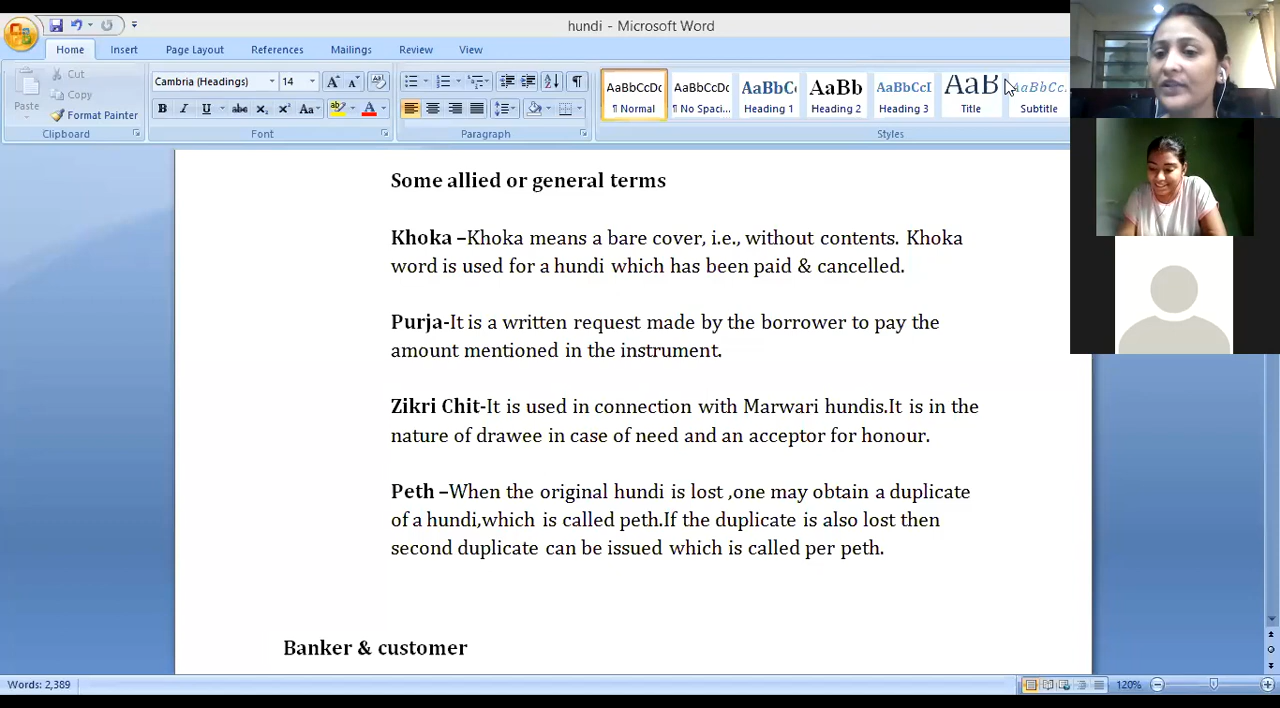 hundi - Microsoft Word
Home Insert Page Layout References Mailings Review View
Cut
Copy
Paste
Format Painter
Clipboard
Cambria (Headings) 14
Font
Paragraph
AaBbCcDc AaBbCcDc AaBbC AaBb AaBbCcI AaB AaBbCc.
¶ Normal ¶ No Spaci... Heading 1 Heading 2 Heading 3 Title Subtitle
Styles
Some allied or general terms
Khoka –Khoka means a bare cover, i.e., without contents. Khoka
word is used for a hundi which has been paid & cancelled.
Purja-It is a written request made by the borrower to pay the
amount mentioned in the instrument.
Zikri Chit-It is used in connection with Marwari hundis.It is in the
nature of drawee in case of need and an acceptor for honour.
Peth –When the original hundi is lost ,one may obtain a duplicate
of a hundi,which is called peth.If the duplicate is also lost then
second duplicate can be issued which is called per peth.
Banker & customer
Words: 2,389
120%